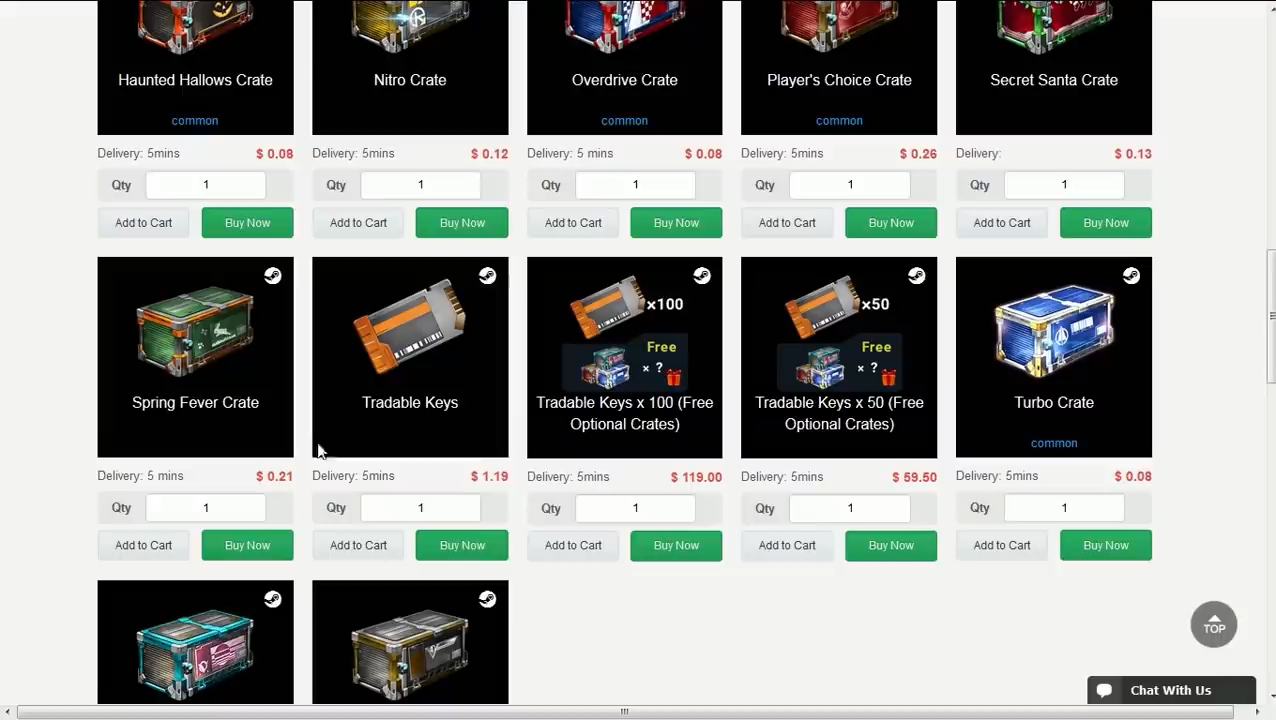 Haunted Hallows Crate
common
Delivery: 5mins $ 0.08
Qty 1
Add to Cart Buy Now
Nitro Crate
Delivery: 5mins $ 0.12
Qty 1
Add to Cart Buy Now
Overdrive Crate
common
Delivery: 5 mins $ 0.08
Qty 1
Add to Cart Buy Now
Player's Choice Crate
common
Delivery: 5mins $ 0.26
Qty 1
Add to Cart Buy Now
Secret Santa Crate
Delivery: $ 0.13
Qty 1
Add to Cart Buy Now
Spring Fever Crate
Delivery: 5 mins $ 0.21
Qty 1
Add to Cart Buy Now
Tradable Keys
Delivery: 5mins $ 1.19
Qty 1
Add to Cart Buy Now
×100
Free
× ?
Tradable Keys x 100 (Free
Optional Crates)
Delivery: 5mins $ 119.00
Qty 1
Add to Cart Buy Now
×50
Free
× ?
Tradable Keys x 50 (Free
Optional Crates)
Delivery: 5mins $ 59.50
Qty 1
Add to Cart Buy Now
Turbo Crate
common
Delivery: 5mins $ 0.08
Qty 1
Add to Cart Buy Now
TOP
Chat With Us